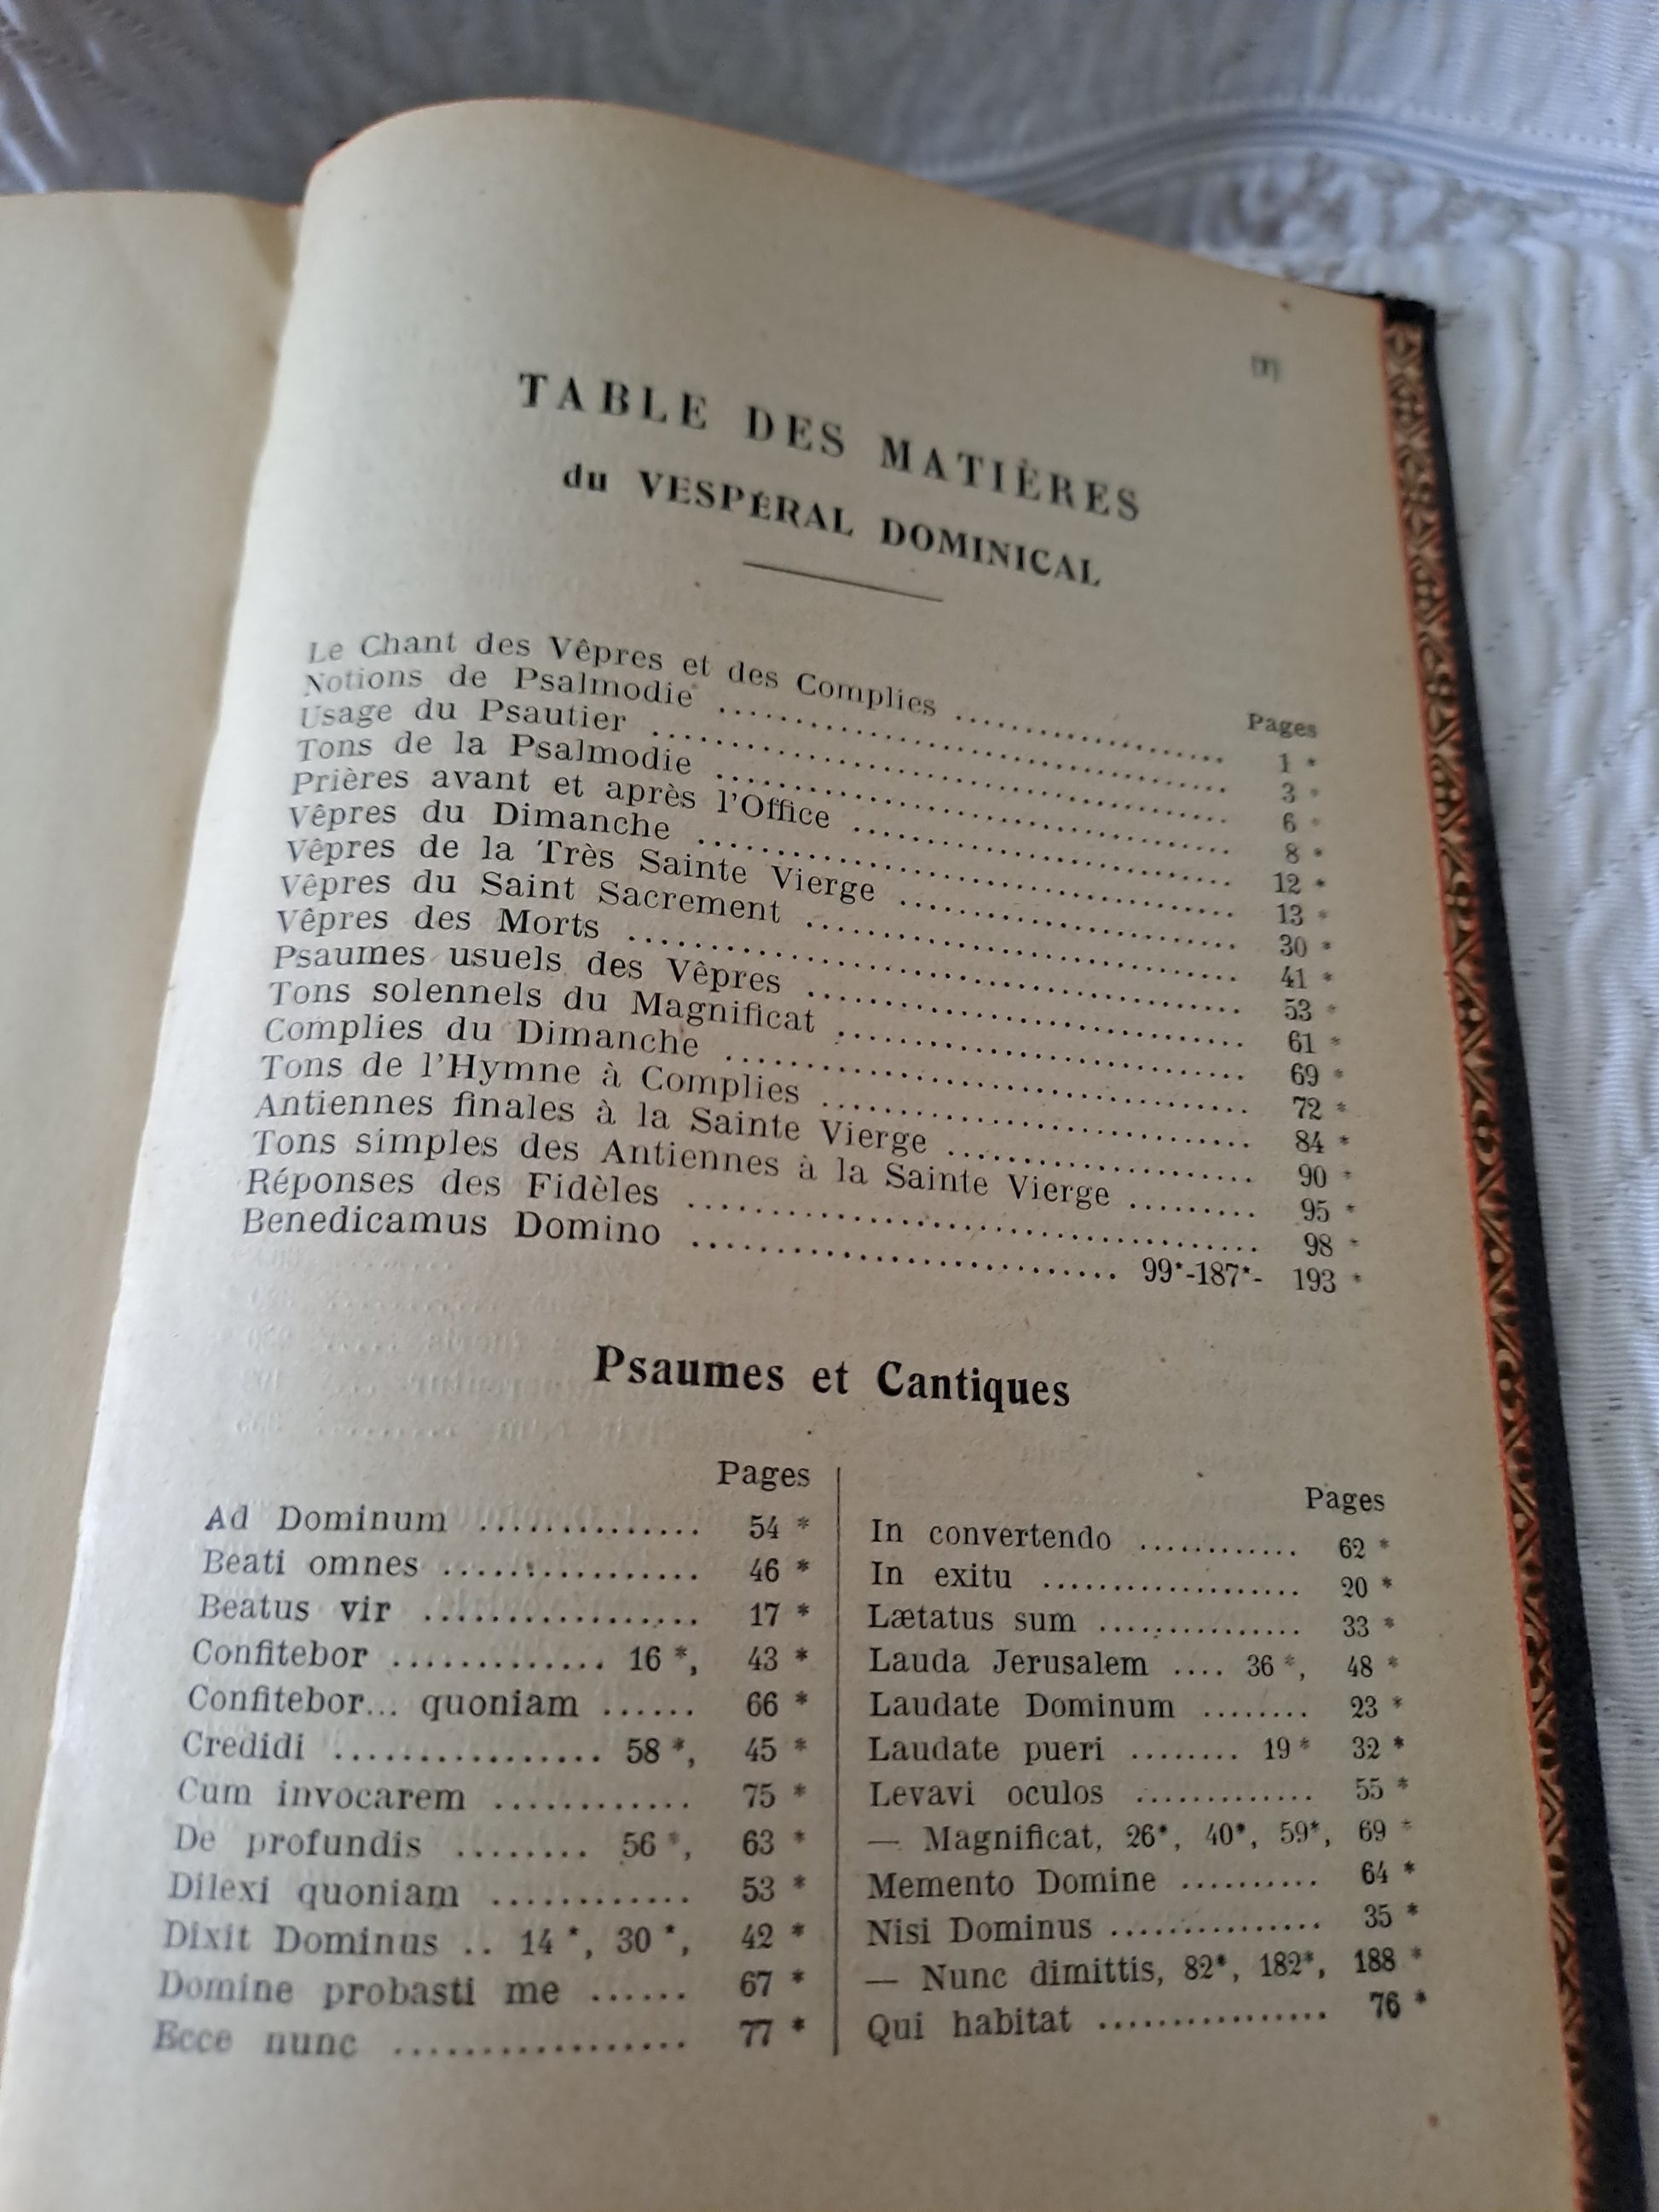 TABLE DES MATIÈRES
du VESPÉRAL DOMINICAL
Pages
Le Chant des Vêpres et des Complies .................... 1 *
Notions de Psalmodie .................... 3 *
Usage du Psautier .................... 6 *
Tons de la Psalmodie .................... 8 *
Prières avant et après l'Office .................... 12 *
Vêpres du Dimanche .................... 13 *
Vêpres de la Très Sainte Vierge .................... 30 *
Vêpres du Saint Sacrement .................... 41 *
Vêpres des Morts .................... 53 *
Psaumes usuels des Vêpres .................... 61 *
Tons solennels du Magnificat .................... 69 *
Complies du Dimanche .................... 72 *
Tons de l'Hymne à Complies .................... 84 *
Antiennes finales à la Sainte Vierge .................... 90 *
Tons simples des Antiennes à la Sainte Vierge ......... 95 *
Réponses des Fidèles .................... 98 *
Benedicamus Domino .................... 99*-187*- 193 *
Psaumes et Cantiques
Pages
Ad Dominum .............. 54 *
Beati omnes ................ 46 *
Beatus vir ................. 17 *
Confitebor ............. 16 *, 43 *
Confitebor... quoniam ...... 66 *
Credidi ................ 58 *, 45 *
Cum invocarem ............ 75 *
De profundis ........ 56 *, 63 *
Dilexi quoniam ............ 53 *
Dixit Dominus .. 14 *, 30 *, 42 *
Domine probasti me ...... 67 *
Ecce nunc ................. 77 *
Pages
In convertendo ............ 62 *
In exitu ................... 20 *
Lætatus sum ............... 33 *
Lauda Jerusalem .... 36 *, 48 *
Laudate Dominum ........ 23 *
Laudate pueri ........ 19 * 32 *
Levavi oculos ............. 55 *
— Magnificat, 26*, 40*, 59*, 69 *
Memento Domine .......... 64 *
Nisi Dominus ............... 35 *
— Nunc dimittis, 82*, 182*, 188 *
Qui habitat ................ 76 *